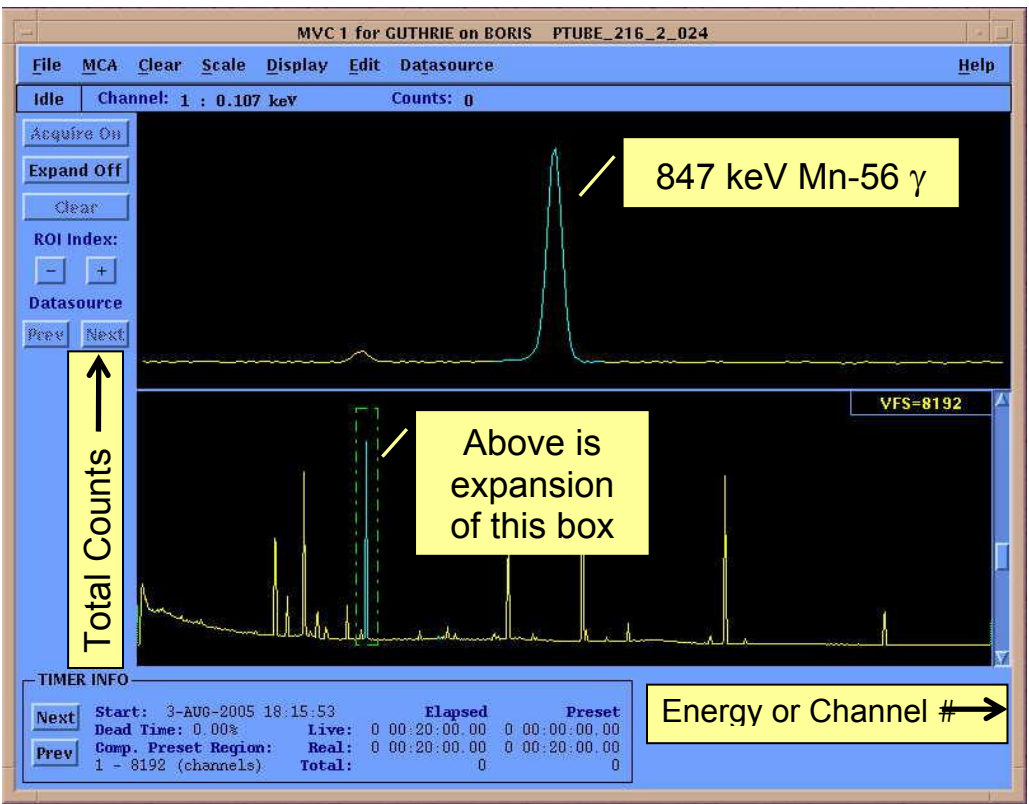 MVC 1 for GUTHRIE on BORIS PTUBE_216_2_024
File MCA Clear Scale Display Edit Datasource Help
Idle Channel: 1 : 0.107 keV Counts: 0
Acquire On
Expand Off
Clear
ROI Index:
- +
Datasource
Prev Next
847 keV Mn-56 γ
VFS=8192
Above is
expansion
of this box
Total Counts
TIMER INFO
Next
Prev
Start: 3-AUG-2005 18:15:53 Elapsed Preset
Dead Time: 0.00% Live: 0 00:20:00.00 0 00:00:00.00
Comp. Preset Region: Real: 0 00:20:00.00 0 00:20:00.00
1 - 8192 (channels) Total: 0 0
Energy or Channel #